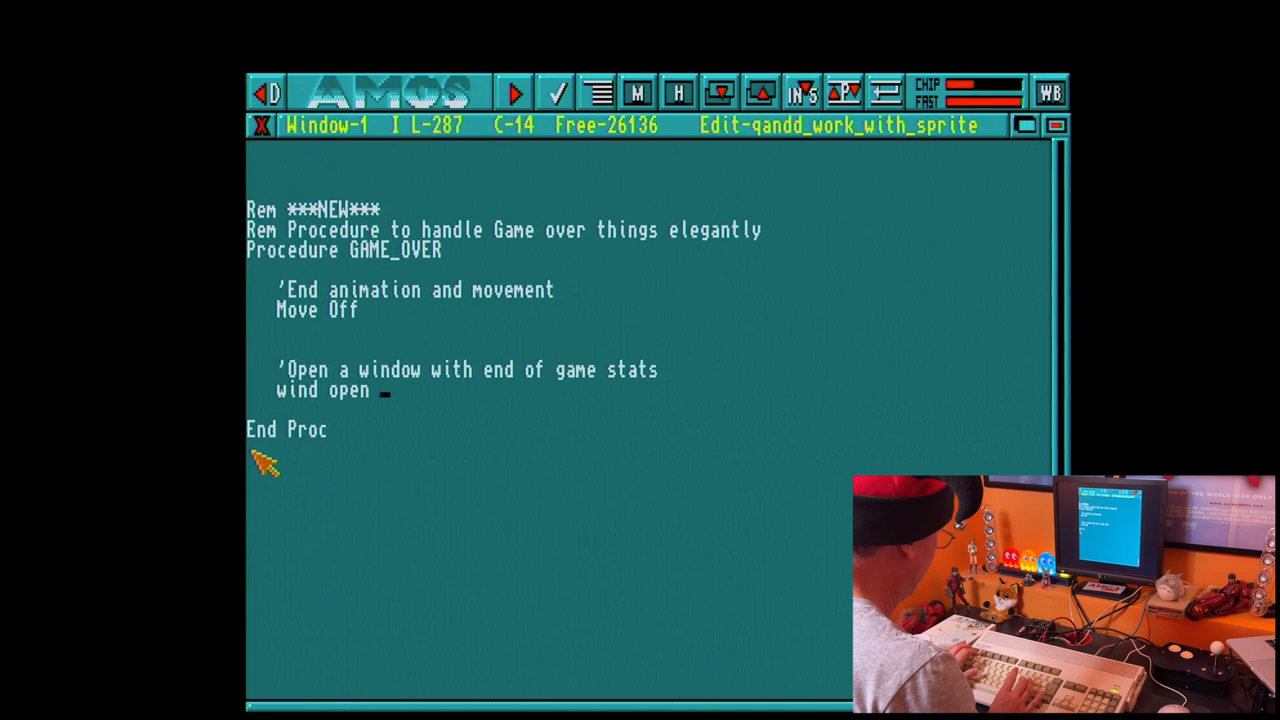 D AMOS M H INS P CHIP FAST WB
X Window-1 I L-287 C-14 Free-26136 Edit-qandd_work_with_sprite
Rem ***NEW***
Rem Procedure to handle Game over things elegantly
Procedure GAME_OVER
'End animation and movement
Move Off
'Open a window with end of game stats
wind open
End Proc